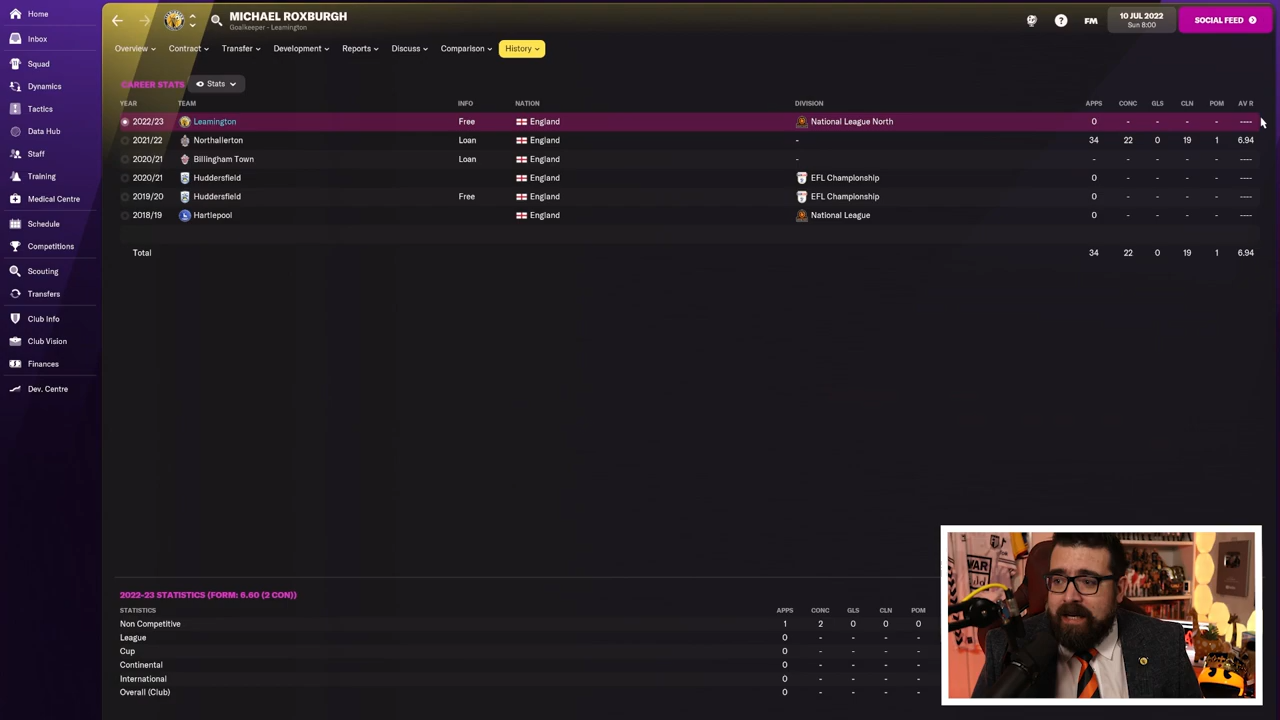 Home
MICHAEL ROXBURGH
Goalkeeper - Leamington
FM
10 JUL 2022
Sun 8:00
SOCIAL FEED
Inbox
Squad
Dynamics
Tactics
Data Hub
Staff
Training
Medical Centre
Schedule
Competitions
Scouting
Transfers
Club Info
Club Vision
Finances
Dev. Centre
Overview Contract Transfer Development Reports Discuss Comparison History
CAREER STATS Stats
YEAR TEAM INFO NATION DIVISION APPS CONC GLS CLN POM AV R
2022/23 Leamington Free England National League North 0 - - - - ----
2021/22 Northallerton Loan England - 34 22 0 19 1 6.94
2020/21 Billingham Town Loan England - - - - - - ----
2020/21 Huddersfield England EFL Championship 0 - - - - ----
2019/20 Huddersfield Free England EFL Championship 0 - - - - ----
2018/19 Hartlepool England National League 0 - - - - ----
Total 34 22 0 19 1 6.94
2022-23 STATISTICS (FORM: 6.60 (2 CON))
STATISTICS APPS CONC GLS CLN POM
Non Competitive 1 2 0 0 0
League 0 - - - -
Cup 0 - - - -
Continental 0 - - - -
International 0 - - - -
Overall (Club) 0 - - - -
WAR